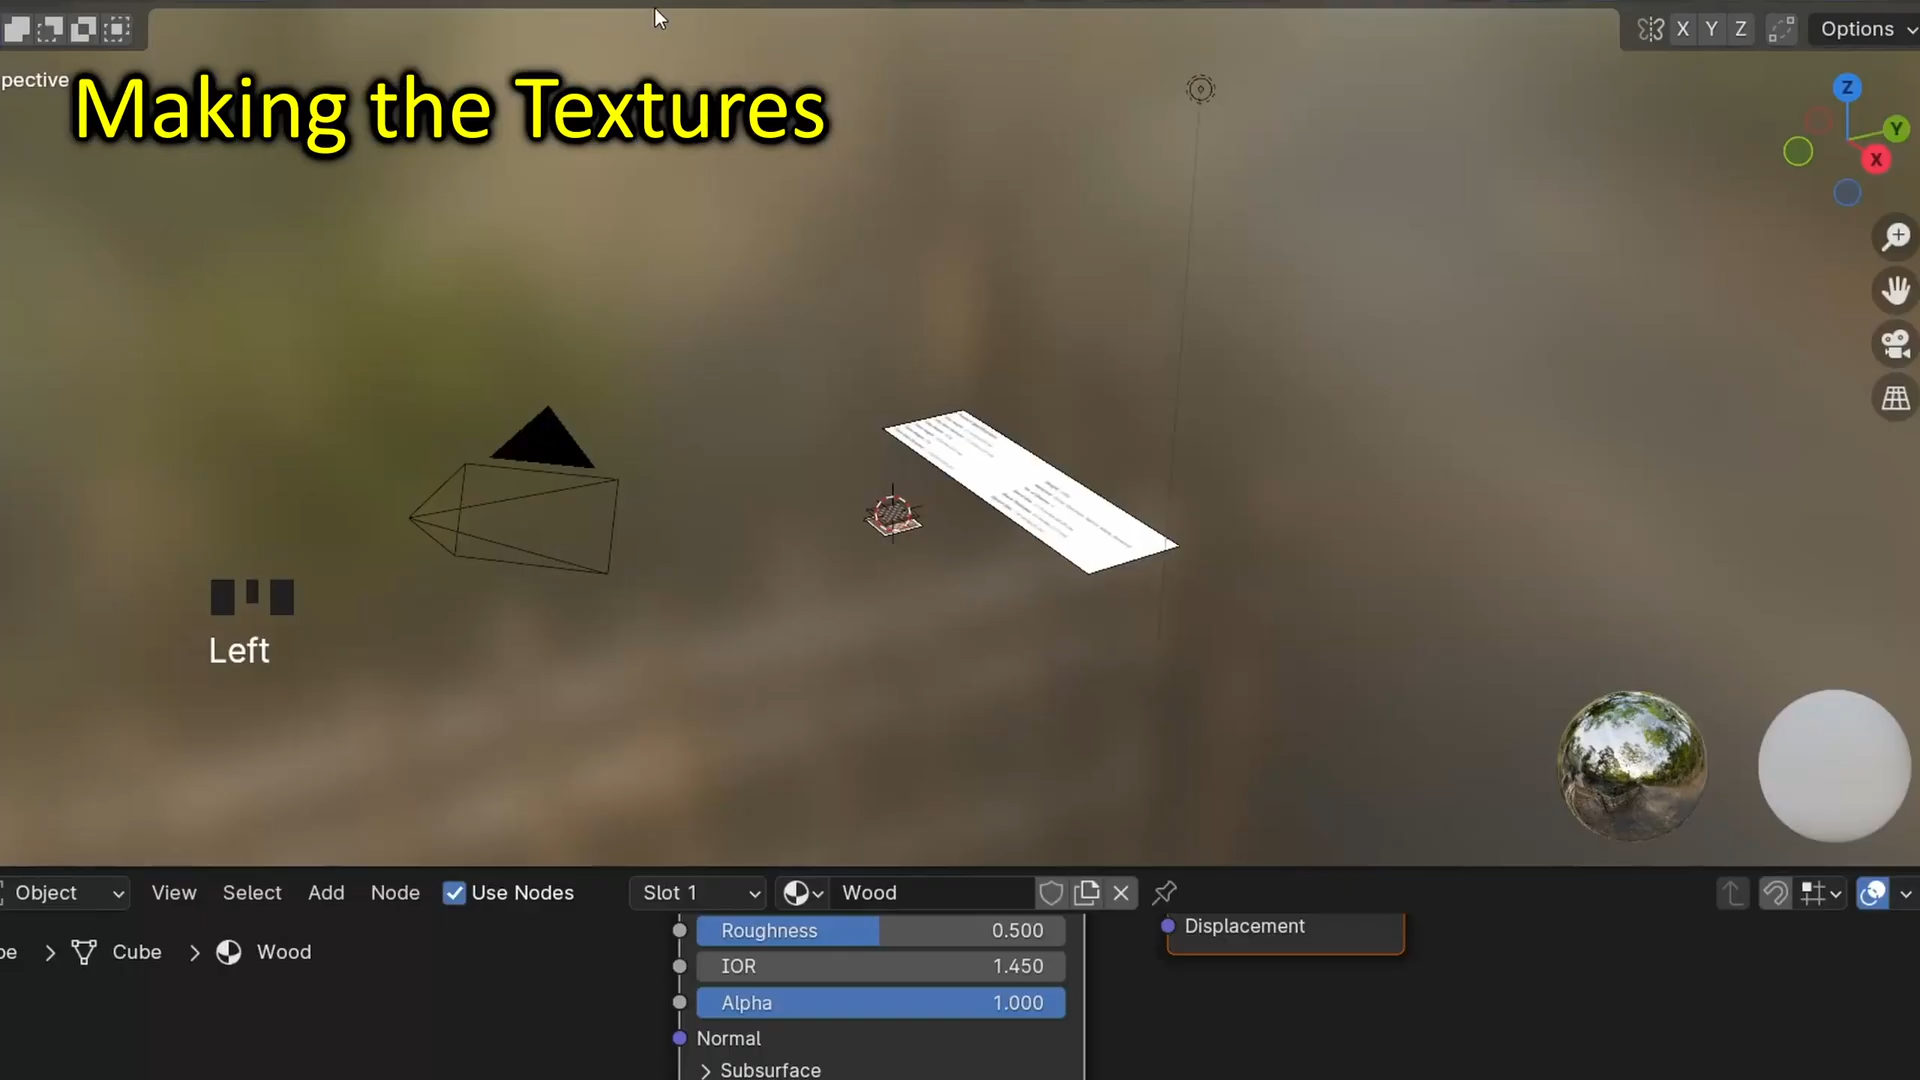 X Y Z Options
pective
Making the Textures
Z
Y
X
Left
Object View Select Add Node Use Nodes Slot 1 Wood
Roughness 0.500
Displacement
Cube Wood
IOR 1.450
Alpha 1.000
Normal
Subsurface